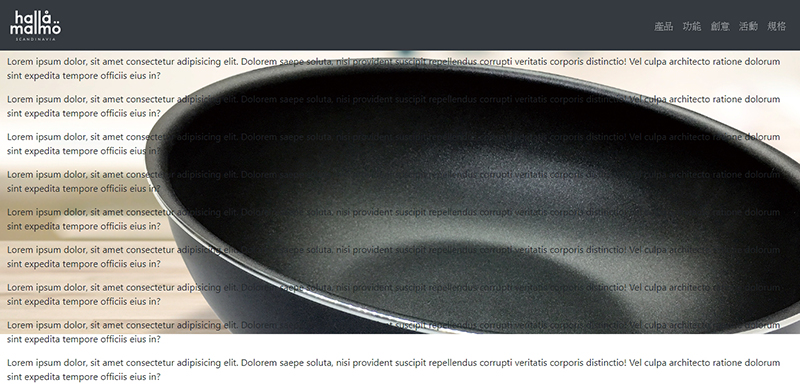 hallå
malmö
SCANDINAVIA
產品 功能 創意 活動 規格
Lorem ipsum dolor, sit amet consectetur adipisicing elit. Dolorem saepe soluta, nisi provident suscipit repellendus corrupti veritatis corporis distinctio! Vel culpa architecto ratione dolorum
sint expedita tempore officiis eius in?
Lorem ipsum dolor, sit amet consectetur adipisicing elit. Dolorem saepe soluta, nisi provident suscipit repellendus corrupti veritatis corporis distinctio! Vel culpa architecto ratione dolorum
sint expedita tempore officiis eius in?
Lorem ipsum dolor, sit amet consectetur adipisicing elit. Dolorem saepe soluta, nisi provident suscipit repellendus corrupti veritatis corporis distinctio! Vel culpa architecto ratione dolorum
sint expedita tempore officiis eius in?
Lorem ipsum dolor, sit amet consectetur adipisicing elit. Dolorem saepe soluta, nisi provident suscipit repellendus corrupti veritatis corporis distinctio! Vel culpa architecto ratione dolorum
sint expedita tempore officiis eius in?
Lorem ipsum dolor, sit amet consectetur adipisicing elit. Dolorem saepe soluta, nisi provident suscipit repellendus corrupti veritatis corporis distinctio! Vel culpa architecto ratione dolorum
sint expedita tempore officiis eius in?
Lorem ipsum dolor, sit amet consectetur adipisicing elit. Dolorem saepe soluta, nisi provident suscipit repellendus corrupti veritatis corporis distinctio! Vel culpa architecto ratione dolorum
sint expedita tempore officiis eius in?
Lorem ipsum dolor, sit amet consectetur adipisicing elit. Dolorem saepe soluta, nisi provident suscipit repellendus corrupti veritatis corporis distinctio! Vel culpa architecto ratione dolorum
sint expedita tempore officiis eius in?
Lorem ipsum dolor, sit amet consectetur adipisicing elit. Dolorem saepe soluta, nisi provident suscipit repellendus corrupti veritatis corporis distinctio! Vel culpa architecto ratione dolorum
sint expedita tempore officiis eius in?
Lorem ipsum dolor, sit amet consectetur adipisicing elit. Dolorem saepe soluta, nisi provident suscipit repellendus corrupti veritatis corporis distinctio! Vel culpa architecto ratione dolorum
sint expedita tempore officiis eius in?